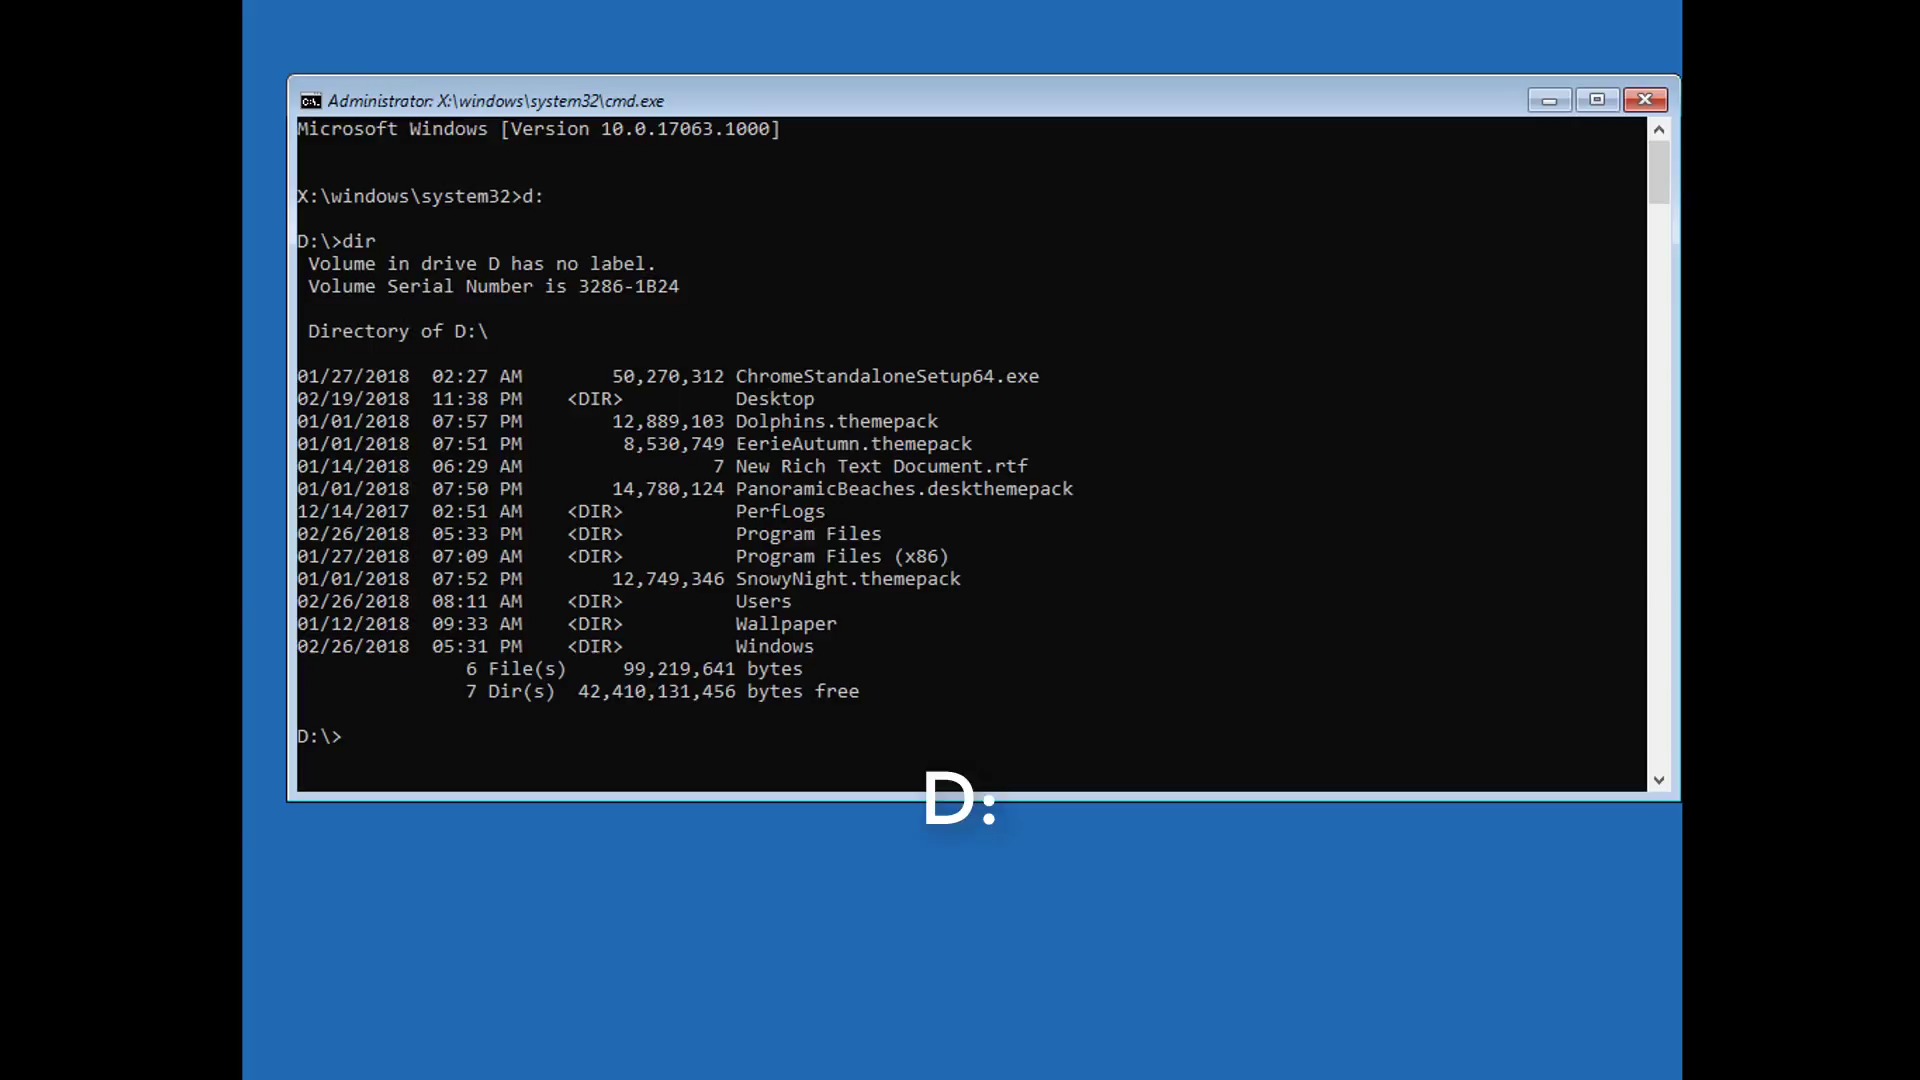 Administrator: X:\windows\system32\cmd.exe
Microsoft Windows [Version 10.0.17063.1000]
X:\windows\system32>d:
D:\>dir
 Volume in drive D has no label.
 Volume Serial Number is 3286-1B24
 Directory of D:\
01/27/2018  02:27 AM        50,270,312 ChromeStandaloneSetup64.exe
02/19/2018  11:38 PM    <DIR>          Desktop
01/01/2018  07:57 PM        12,889,103 Dolphins.themepack
01/01/2018  07:51 PM         8,530,749 EerieAutumn.themepack
01/14/2018  06:29 AM                 7 New Rich Text Document.rtf
01/01/2018  07:50 PM        14,780,124 PanoramicBeaches.deskthemepack
12/14/2017  02:51 AM    <DIR>          PerfLogs
02/26/2018  05:33 PM    <DIR>          Program Files
01/27/2018  07:09 AM    <DIR>          Program Files (x86)
01/01/2018  07:52 PM        12,749,346 SnowyNight.themepack
02/26/2018  08:11 AM    <DIR>          Users
01/12/2018  09:33 AM    <DIR>          Wallpaper
02/26/2018  05:31 PM    <DIR>          Windows
               6 File(s)     99,219,641 bytes
               7 Dir(s)  42,410,131,456 bytes free
D:\>
D: